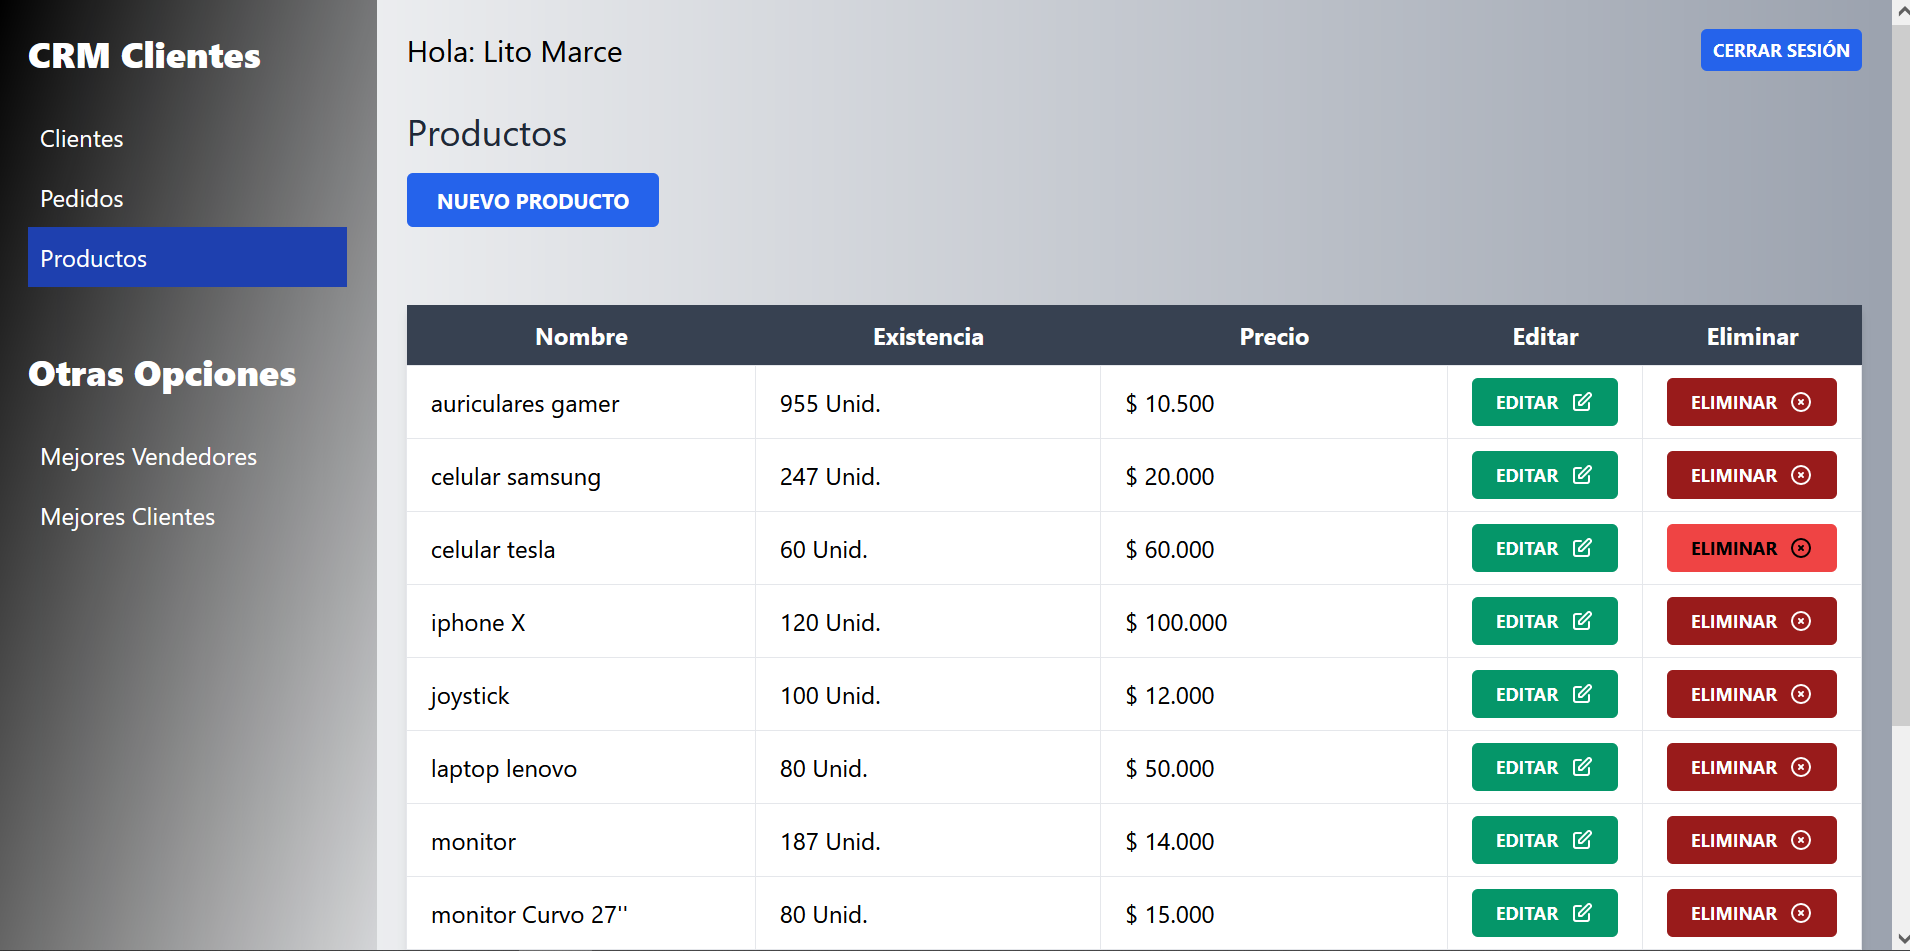 CRM Clientes
Clientes
Pedidos
Productos
Otras Opciones
Mejores Vendedores
Mejores Clientes
Hola: Lito Marce
CERRAR SESIÓN
Productos
NUEVO PRODUCTO
Nombre Existencia Precio Editar Eliminar
auriculares gamer 955 Unid. $ 10.500 EDITAR ELIMINAR
celular samsung 247 Unid. $ 20.000 EDITAR ELIMINAR
celular tesla 60 Unid. $ 60.000 EDITAR ELIMINAR
iphone X 120 Unid. $ 100.000 EDITAR ELIMINAR
joystick 100 Unid. $ 12.000 EDITAR ELIMINAR
laptop lenovo 80 Unid. $ 50.000 EDITAR ELIMINAR
monitor 187 Unid. $ 14.000 EDITAR ELIMINAR
monitor Curvo 27'' 80 Unid. $ 15.000 EDITAR ELIMINAR